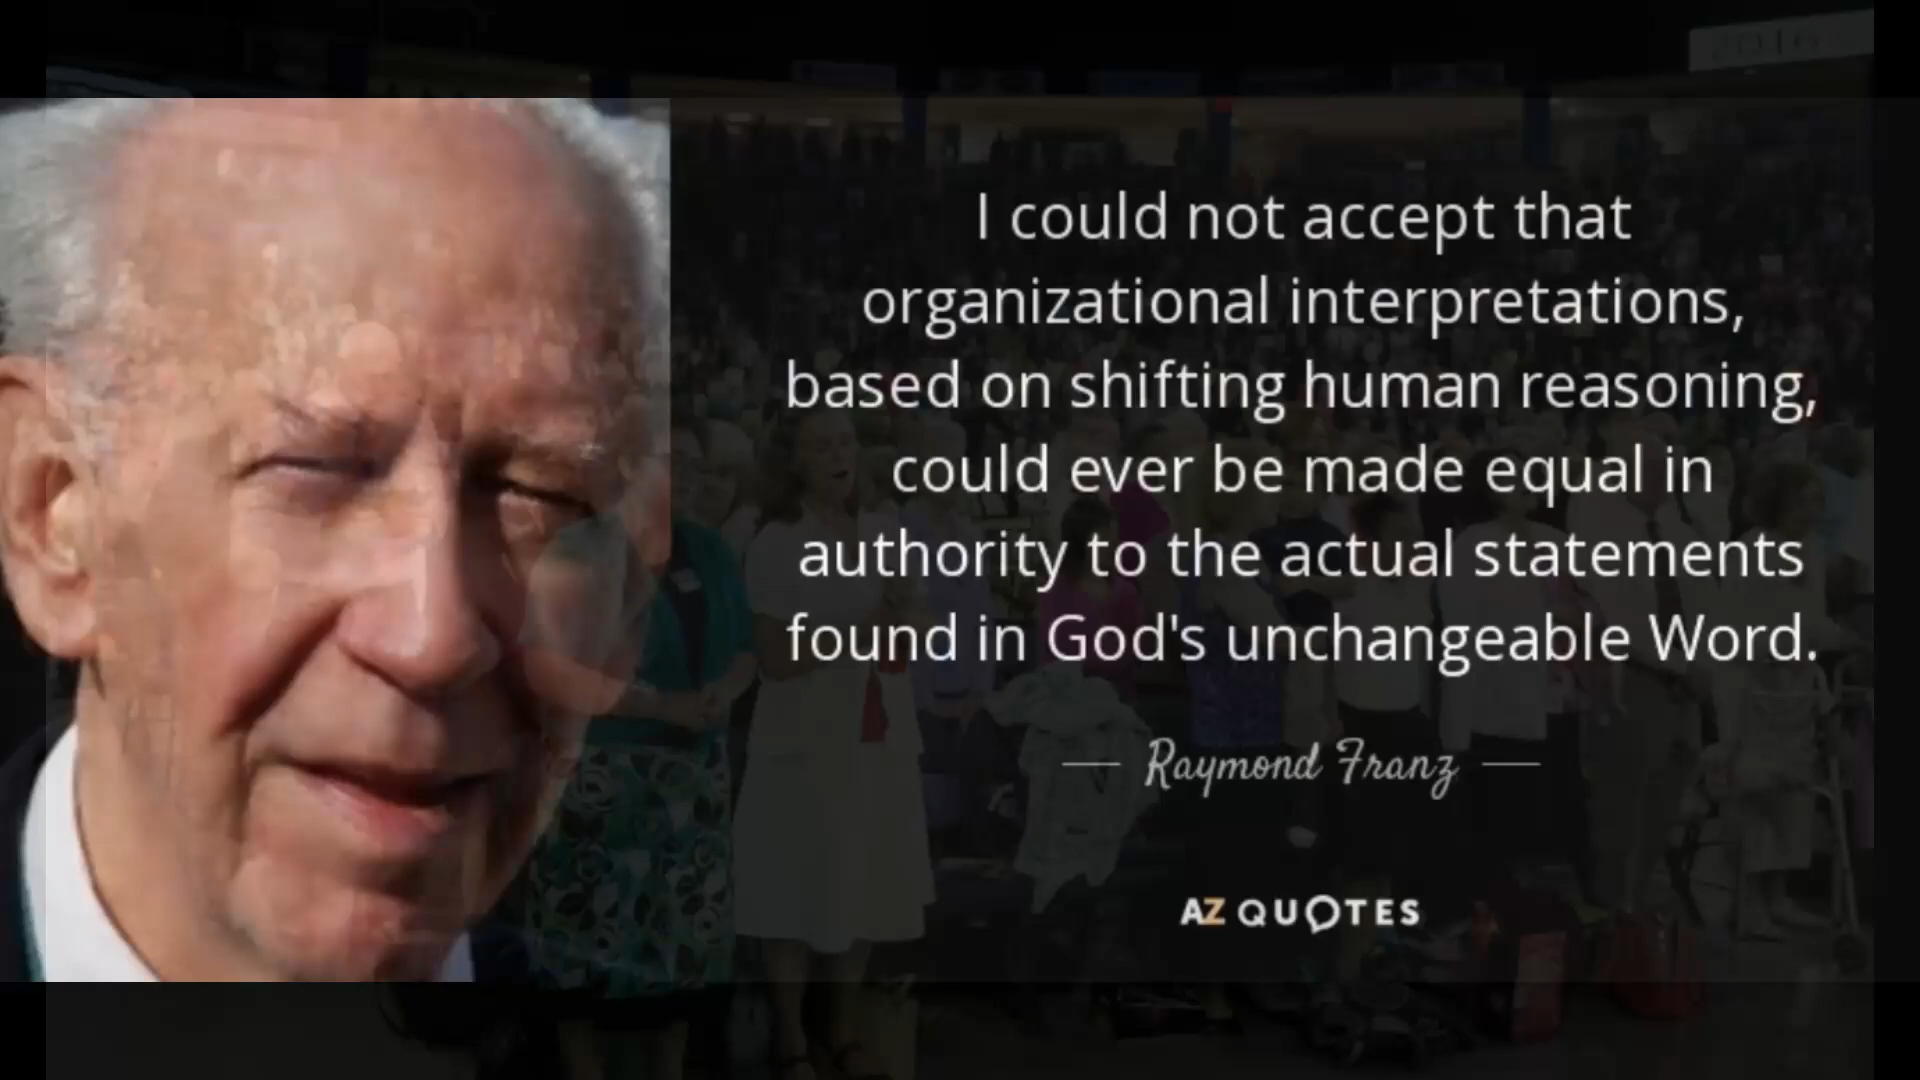 I could not accept that
organizational interpretations,
based on shifting human reasoning,
could ever be made equal in
authority to the actual statements
found in God's unchangeable Word.
— Raymond Franz —
AZ QUOTES